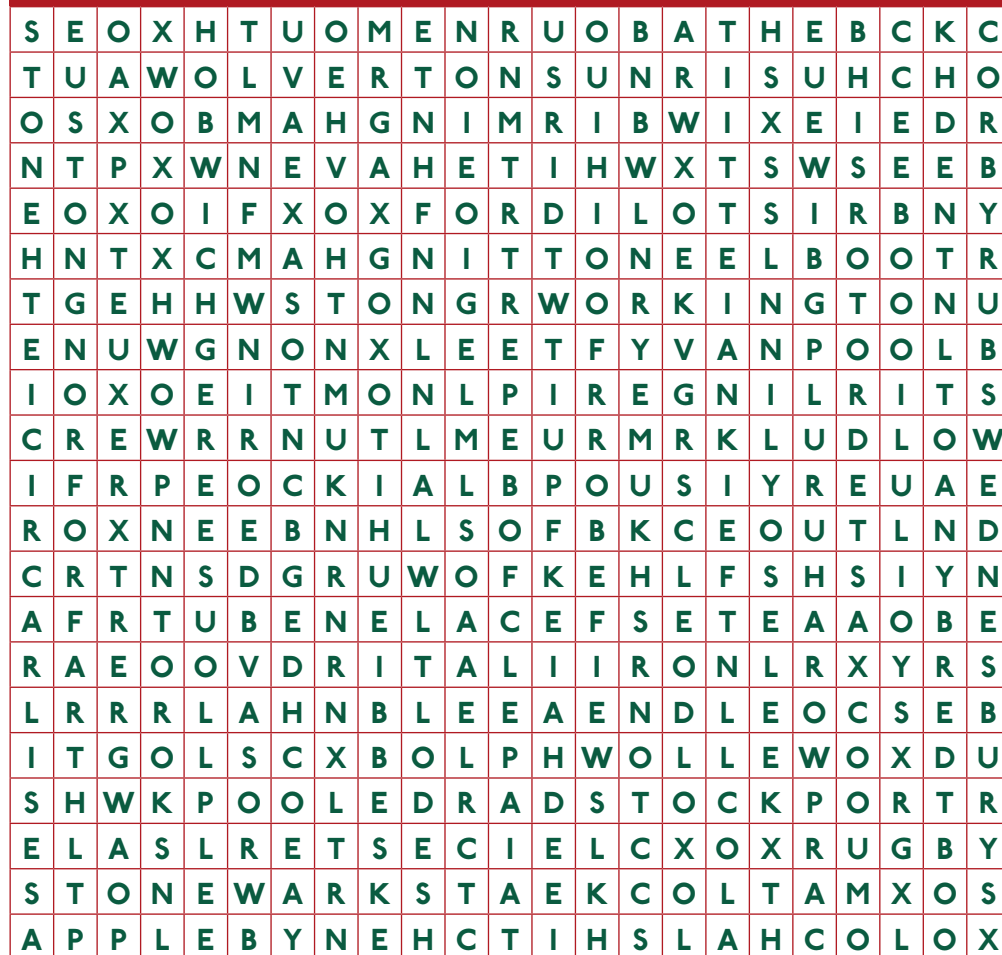 S E O X H T U O M E N R U O B A T H E B C K C
T U A W O L V E R T O N S U N R I S U H C H O
O S X O B M A H G N I M R I B W I X E I E D R
N T P X W N E V A H E T I H W X T S W S E E B
E O X O I F X O X F O R D I L O T S I R B N Y
H N T X C M A H G N I T T O N E E L B O O T R
T G E H H W S T O N G R W O R K I N G T O N U
E N U W G N O N X L E E T F Y V A N P O O L B
I O X O E I T M O N L P I R E G N I L R I T S
C R E W R R N U T L M E U R M R K L U D L O W
I F R P E O C K I A L B P O U S I Y R E U A E
R O X N E E B N H L S O F B K C E O U T L N D
C R T N S D G R U W O F K E H L F S H S I Y N
A F R T U B E N E L A C E F S E T E A A O B E
R A E O O V D R I T A L I I R O N L R X Y R S
L R R R L A H N B L E E A E N D L E O C S E B
I T G O L S C X B O L P H W O L L E W O X D U
S H W K P O O L E D R A D S T O C K P O R T R
E L A S L R E T S E C I E L C X O X R U G B Y
S T O N E W A R K S T A E K C O L T A M X O S
A P P L E B Y N E H C T I H S L A H C O L O X